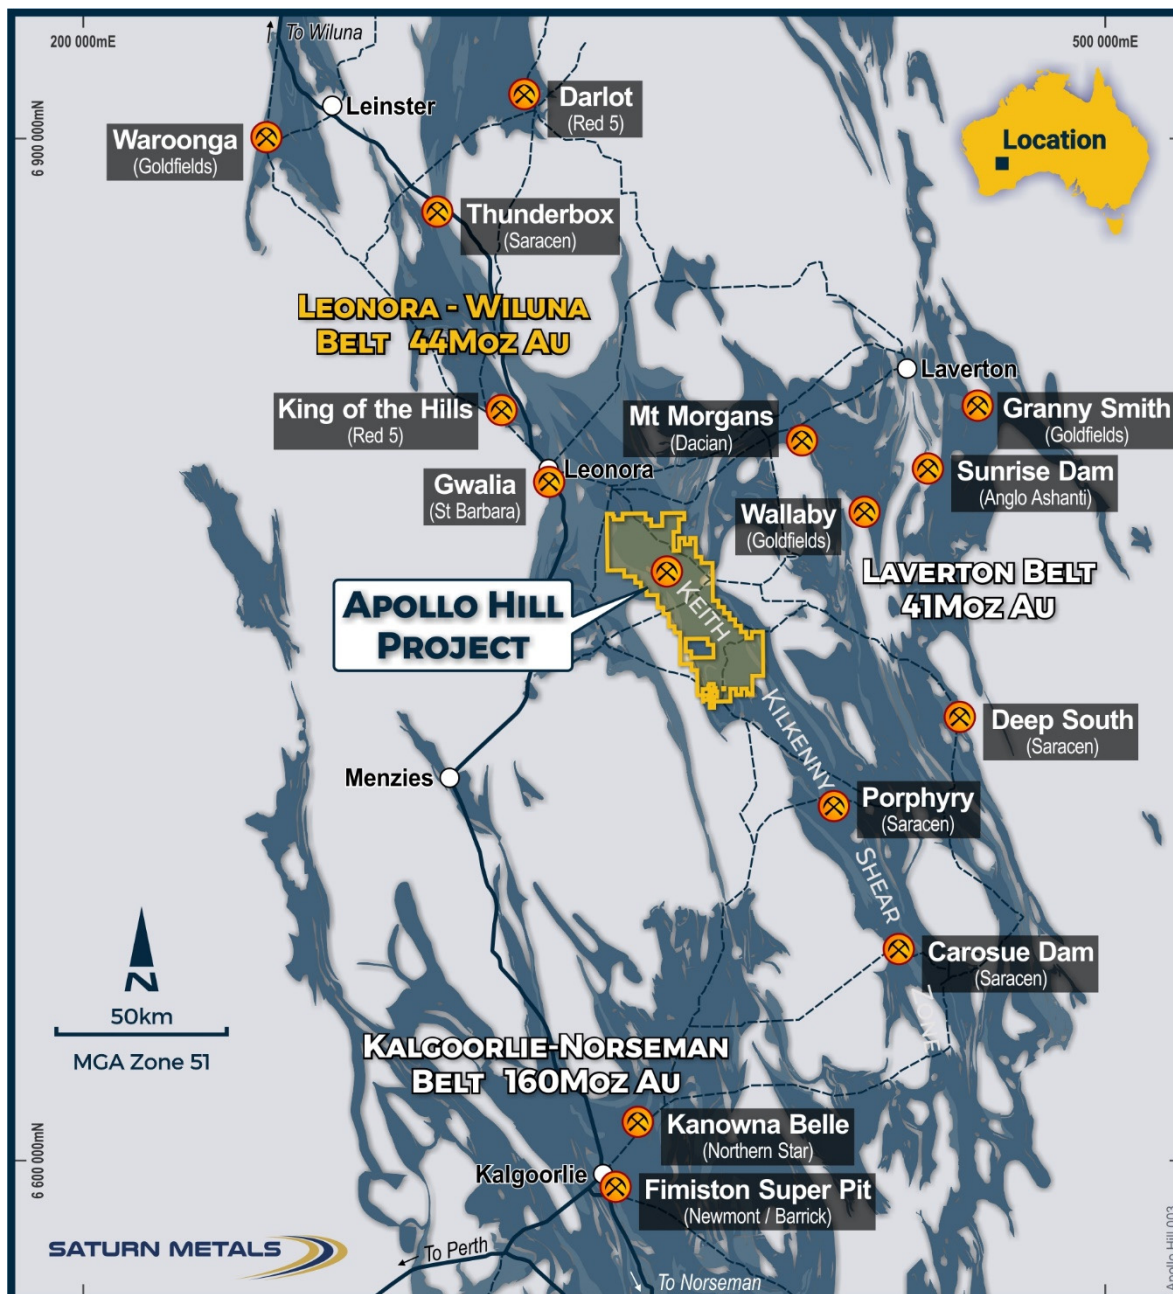 To Wiluna
200 000mE
500 000mE
6 900 000mN
Leinster
Darlot
(Red 5)
Waroonga
(Goldfields)
Location
Thunderbox
(Saracen)
LEONORA - WILUNA
BELT 44MOZ AU
Laverton
King of the Hills
(Red 5)
Mt Morgans
(Dacian)
Granny Smith
(Goldfields)
Leonora
Gwalia
(St Barbara)
Sunrise Dam
(Anglo Ashanti)
Wallaby
(Goldfields)
LAVERTON BELT
41MOZ AU
APOLLO HILL
PROJECT
KEITH
KILKENNY
SHEAR
ZONE
Deep South
(Saracen)
Menzies
Porphyry
(Saracen)
Carosue Dam
(Saracen)
N
50km
MGA Zone 51
KALGOORLIE-NORSEMAN
BELT 160MOZ AU
Kanowna Belle
(Northern Star)
6 600 000mN
Kalgoorlie
Fimiston Super Pit
(Newmont / Barrick)
SATURN METALS
To Perth
To Norseman
Apollo Hill 003